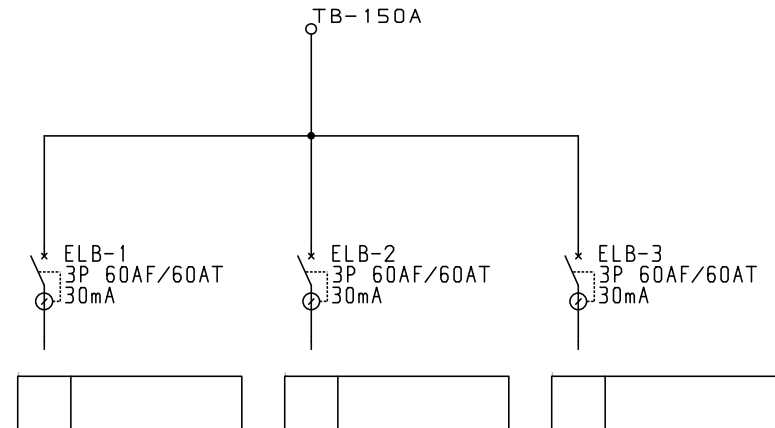 TB-150A
ELB-1
3P 60AF/60AT
30mA
ELB-2
3P 60AF/60AT
30mA
ELB-3
3P 60AF/60AT
30mA